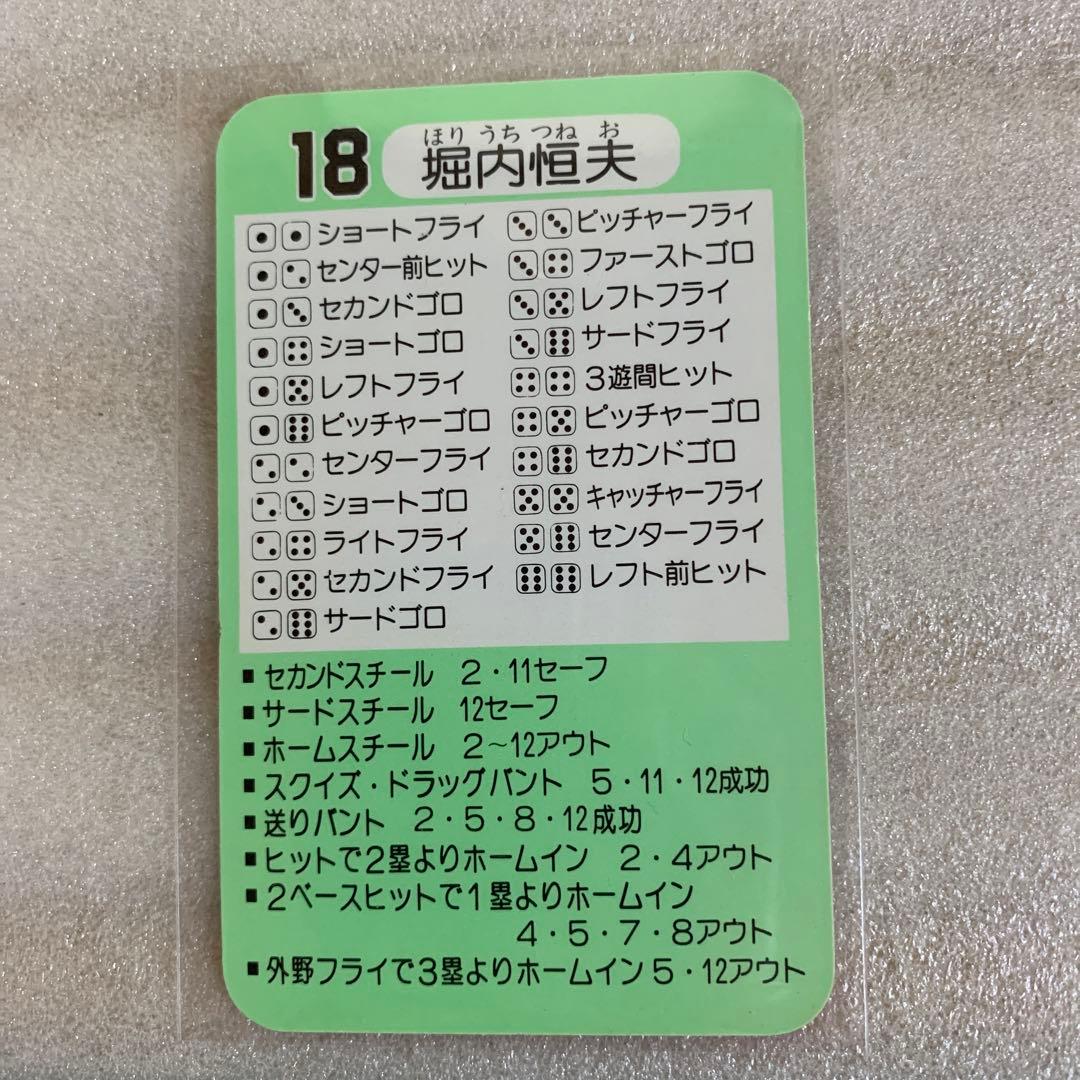 18
ほり うち つね お
堀内恒夫
ショートフライ
センター前ヒット
セカンドゴロ
ショートゴロ
レフトフライ
ピッチャーゴロ
センターフライ
ショートゴロ
ライトフライ
セカンドフライ
サードゴロ
ピッチャーフライ
ファーストゴロ
レフトフライ
サードフライ
3遊間ヒット
ピッチャーゴロ
セカンドゴロ
キャッチャーフライ
センターフライ
レフト前ヒット
■セカンドスチール 2・11セーフ
■サードスチール 12セーフ
■ホームスチール 2~12アウト
■スクイズ・ドラッグバント 5・11・12成功
■送りバント 2・5・8・12成功
■ヒットで2塁よりホームイン 2・4アウト
■2ベースヒットで1塁よりホームイン
4・5・7・8アウト
■外野フライで3塁よりホームイン5・12アウト